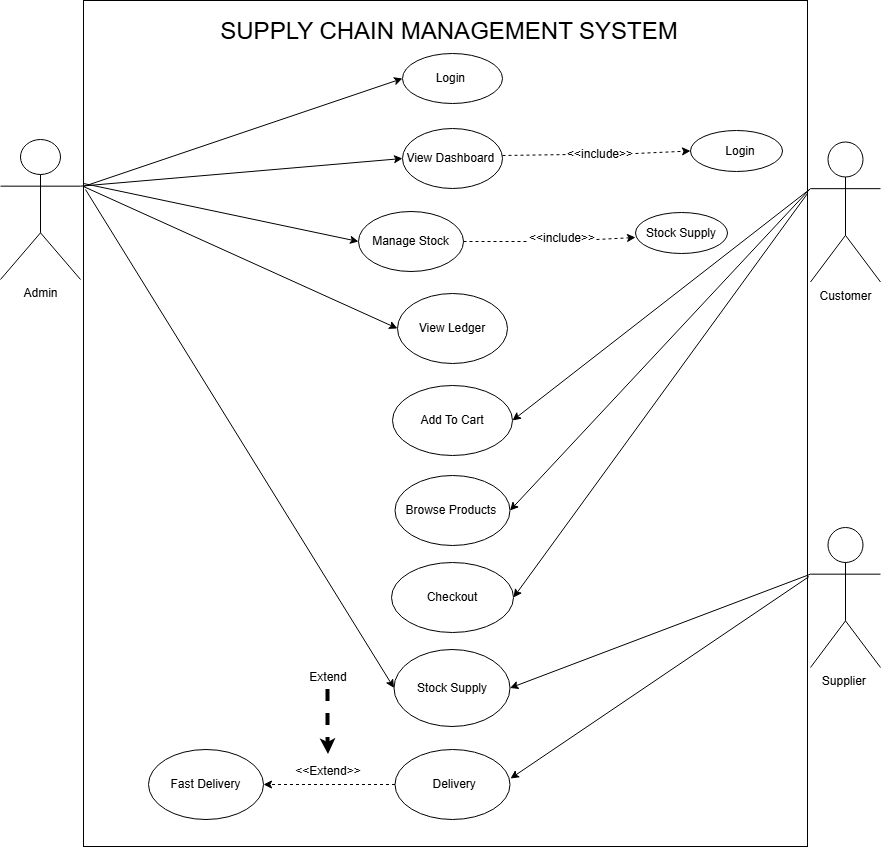 SUPPLY CHAIN MANAGEMENT SYSTEM
Login
View Dashboard
<<include>>
Login
Manage Stock
<<include>>
Stock Supply
Admin
Customer
View Ledger
Add To Cart
Browse Products
Checkout
Extend
Stock Supply
Supplier
<<Extend>>
Fast Delivery
Delivery